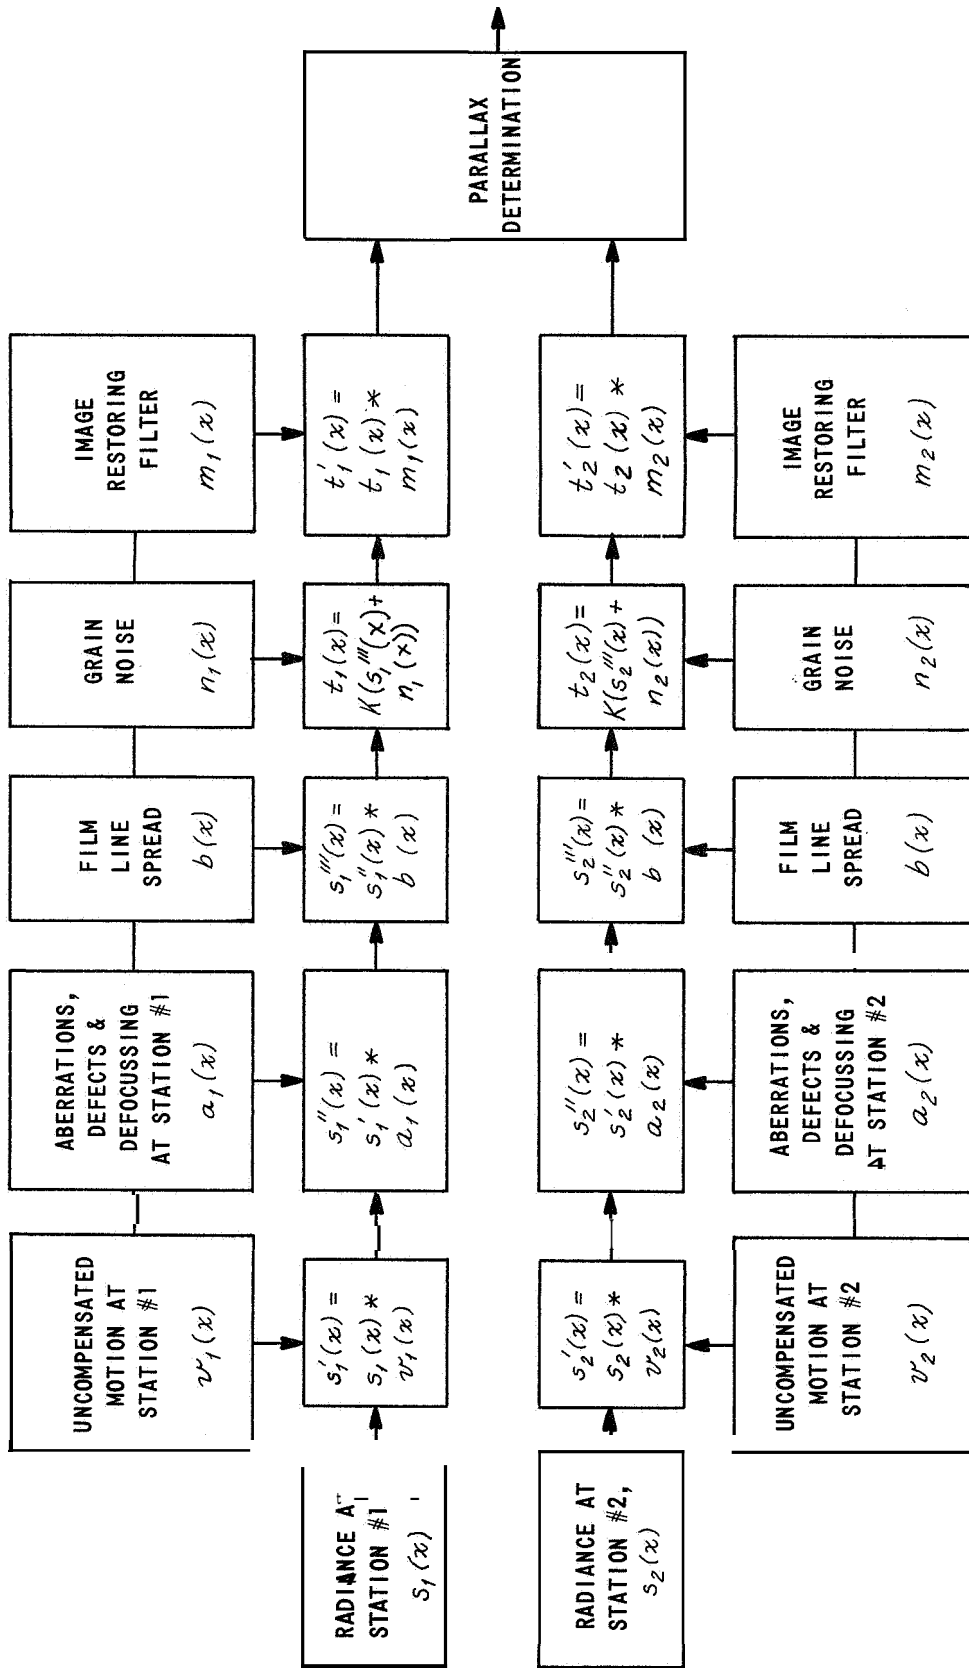 UNCOMPENSATED
MOTION AT
STATION #1
v₁(x)
ABERRATIONS,
DEFECTS &
DEFOCUSSING
AT STATION #1
a₁(x)
FILM
LINE
SPREAD
b(x)
GRAIN
NOISE
n₁(x)
IMAGE
RESTORING
FILTER
m₁(x)
RADIANCE AT
STATION #1
s₁(x)
s₁′(x) =
s₁(x) *
v₁(x)
s₁″(x) =
s₁′(x) *
a₁(x)
s₁‴(x) =
s₁″(x) *
b (x)
t₁(x) =
K(s₁‴(x) +
n₁(x))
t₁′(x) =
t₁(x) *
m₁(x)
PARALLAX
DETERMINATION
RADIANCE AT
STATION #2,
s₂(x)
s₂′(x) =
s₂(x) *
v₂(x)
s₂″(x) =
s₂′(x) *
a₂(x)
s₂‴(x) =
s₂″(x) *
b (x)
t₂(x) =
K(s₂‴(x) +
n₂(x))
t₂′(x) =
t₂(x) *
m₂(x)
UNCOMPENSATED
MOTION AT
STATION #2
v₂(x)
ABERRATIONS,
DEFECTS &
DEFOCUSSING
AT STATION #2
a₂(x)
FILM
LINE
SPREAD
b(x)
GRAIN
NOISE
n₂(x)
IMAGE
RESTORING
FILTER
m₂(x)